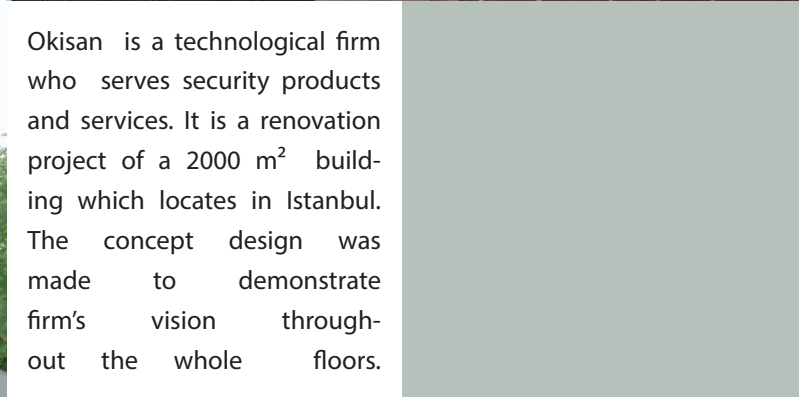 Okisan is a technological firm
who serves security products
and services. It is a renovation
project of a 2000 m² build-
ing which locates in Istanbul.
The concept design was
made to demonstrate
firm's vision through-
out the whole floors.